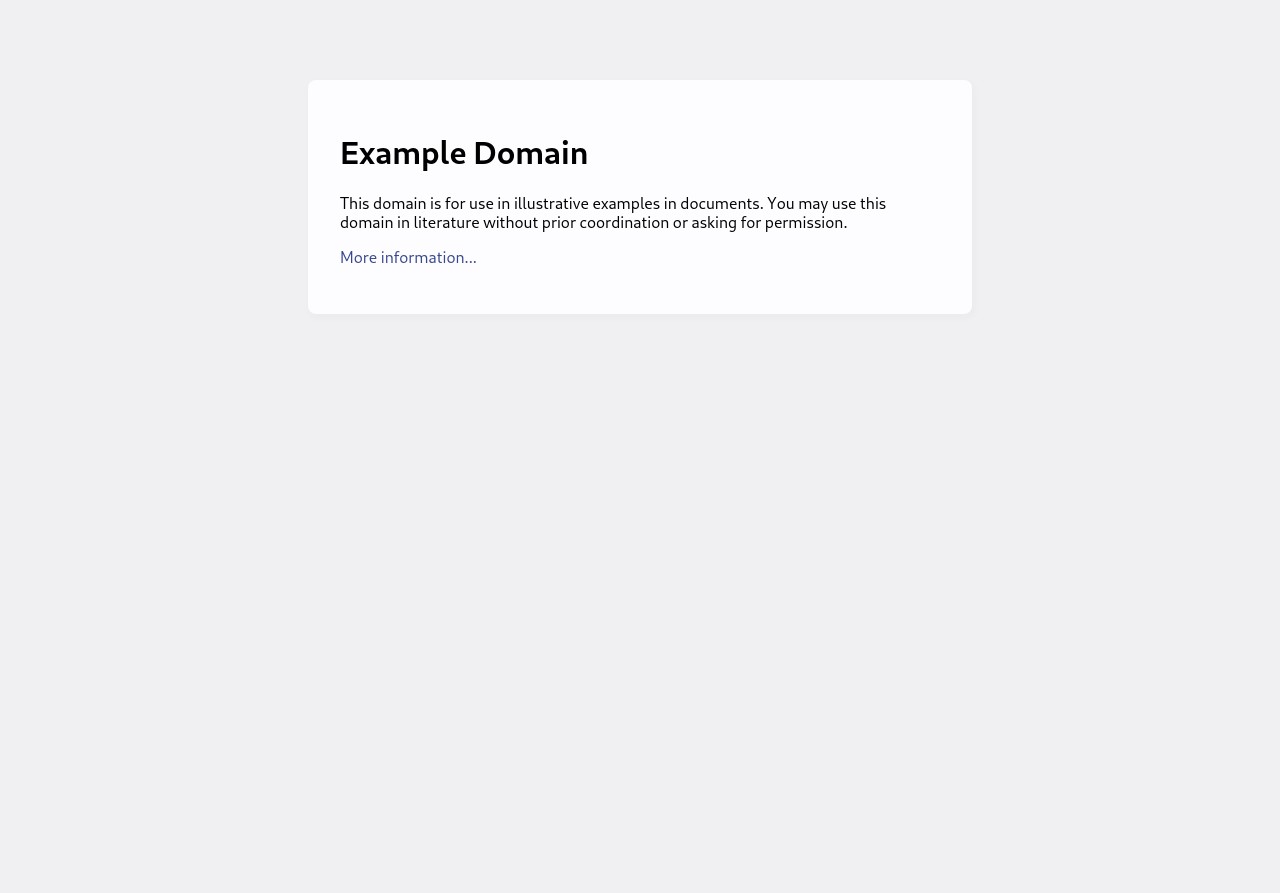 Example Domain
This domain is for use in illustrative examples in documents. You may use this
domain in literature without prior coordination or asking for permission.
More information...